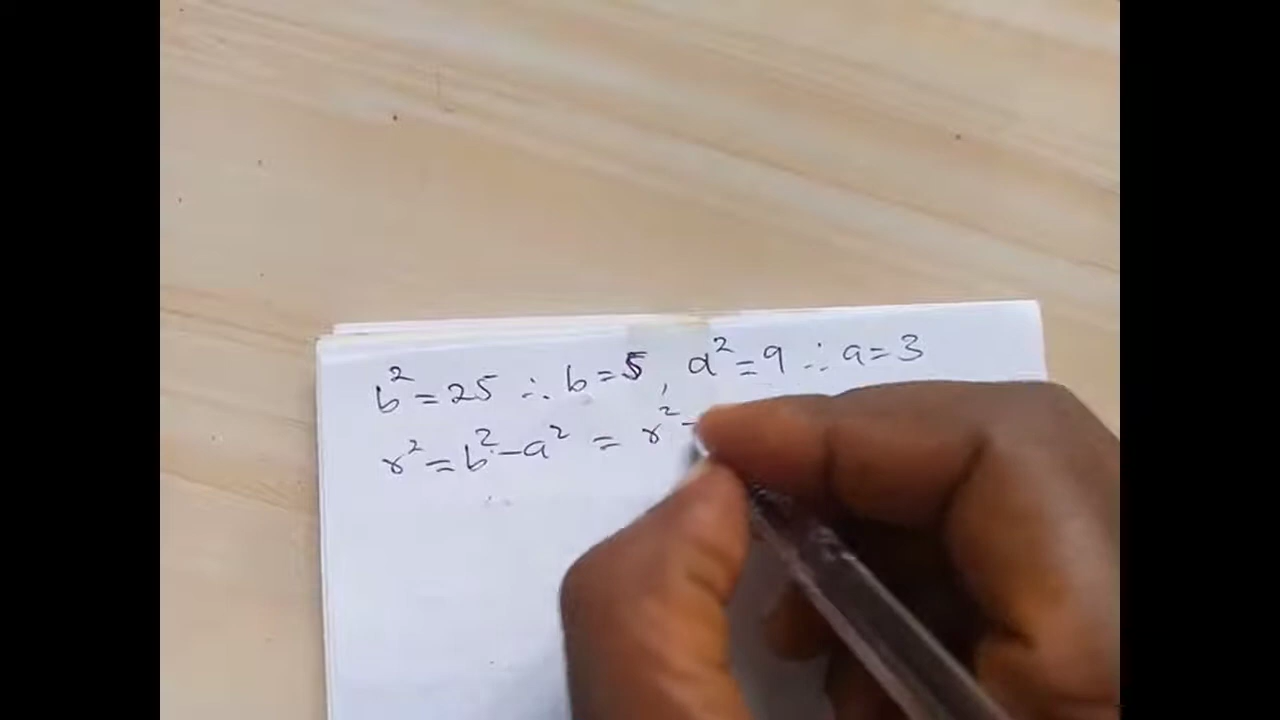 b² = 25 ∴ b = 5, a² = 9 ∴ a = 3
r² = b² - a² = r² -